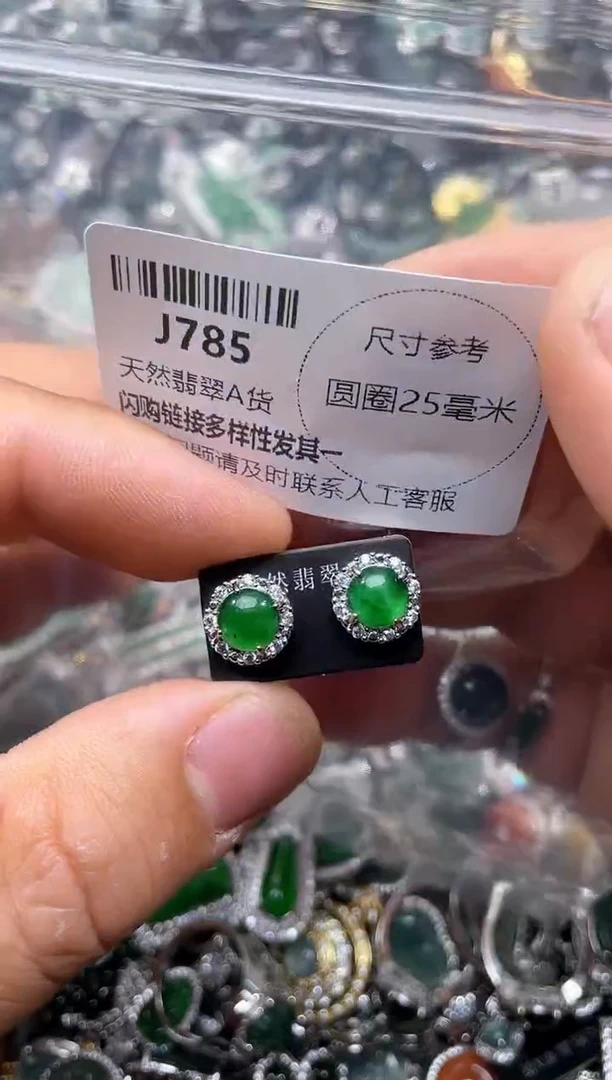 J785
天然翡翠A货
闪购链接多样性发其一
题请及时联系人工客服
尺寸参考
圆圈25毫米
然翡翠